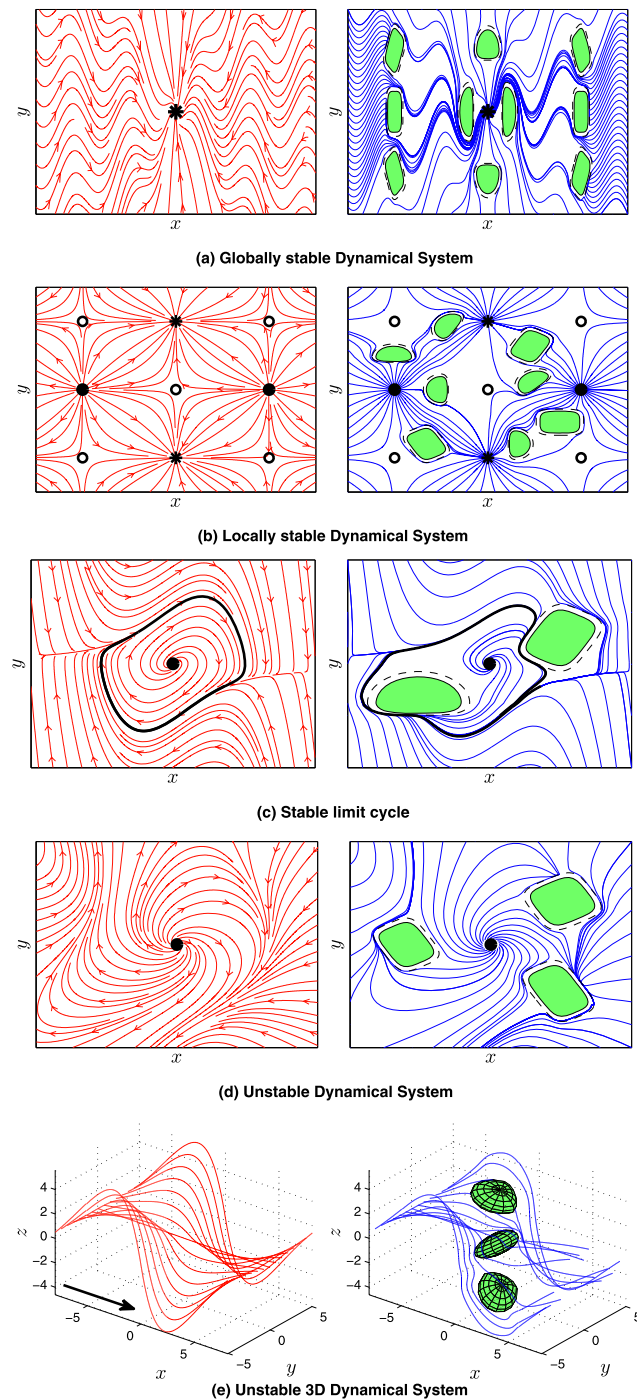 y
x
y
x
(a) Globally stable Dynamical System
y
x
y
x
(b) Locally stable Dynamical System
y
x
y
x
(c) Stable limit cycle
y
x
y
x
(d) Unstable Dynamical System
z
4
2
0
−2
−4
−5
0
5
x
−5
0
5
y
z
4
2
0
−2
−4
−5
0
5
x
−5
0
5
y
(e) Unstable 3D Dynamical System